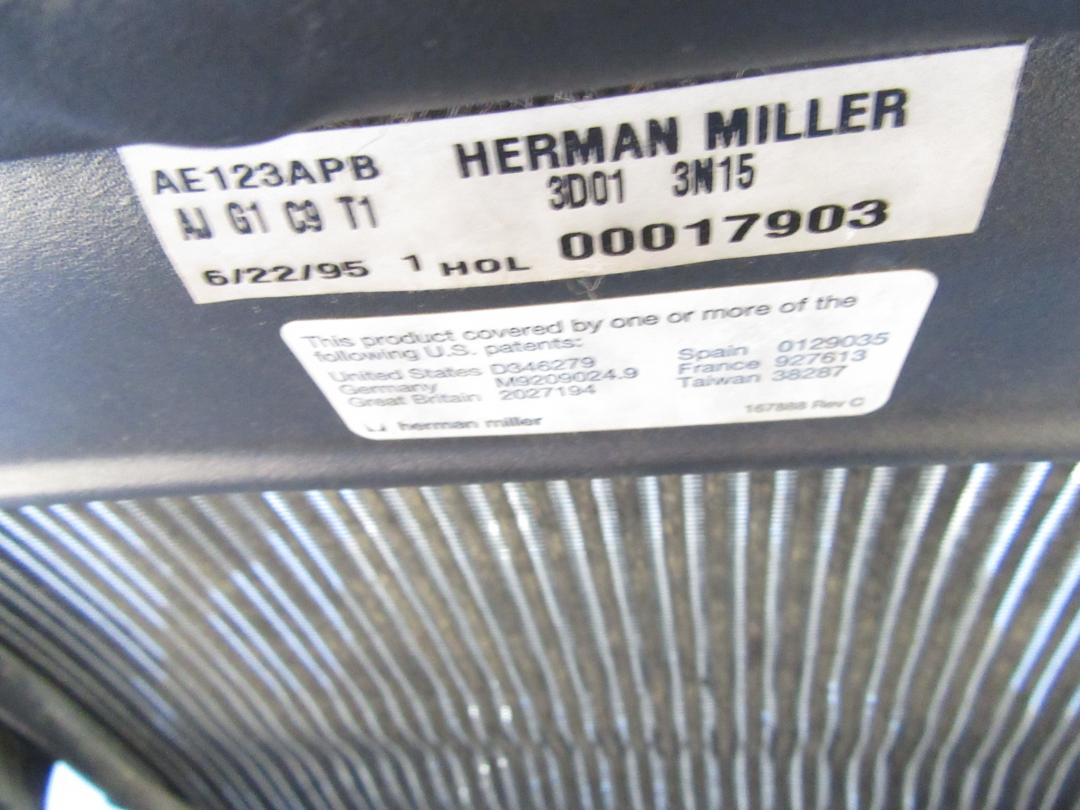 AE123APB HERMAN MILLER
AJ G1 C9 T1 3D01 3N15
6/22/95 1 HOL 00017903
This product covered by one or more of the
following U.S. patents:
United States D346279 Spain 0129035
Germany M9209024.9 France 927613
Great Britain 2027194 Taiwan 38287
herman miller 167888 Rev C